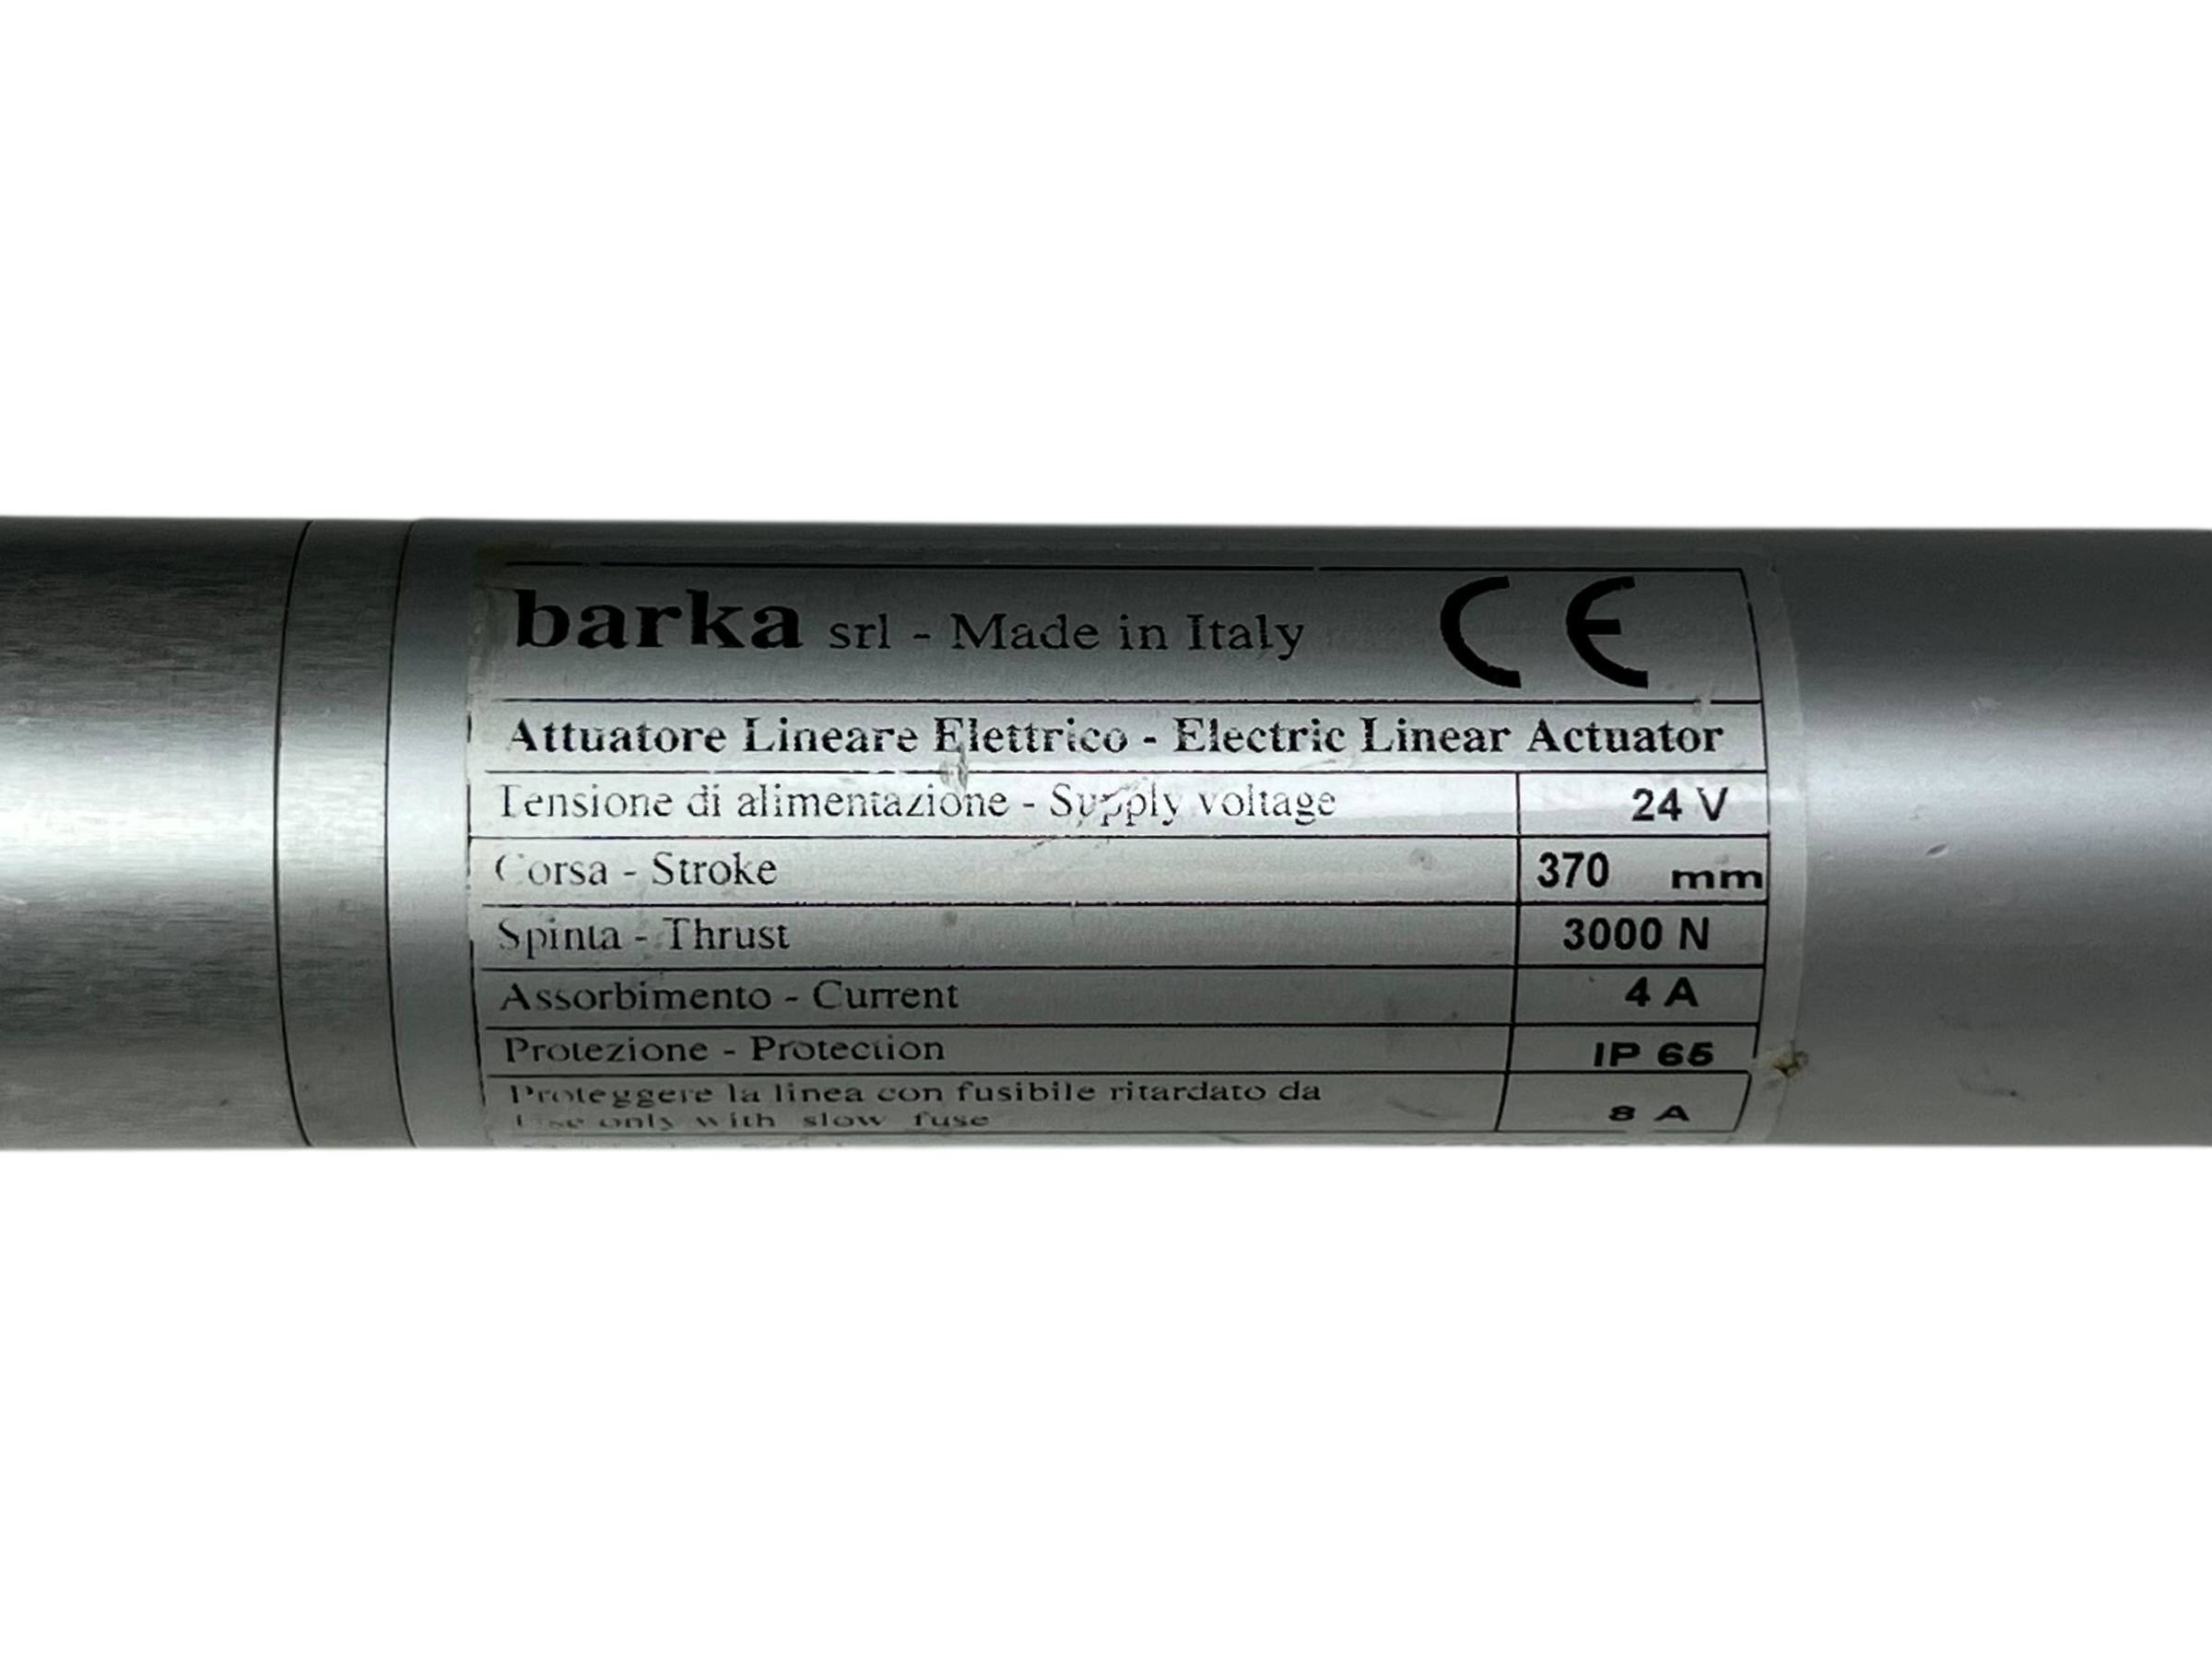 barka srl - Made in Italy CE
Attuatore Lineare Elettrico - Electric Linear Actuator
Tensione di alimentazione - Supply voltage 24 V
Corsa - Stroke 370 mm
Spinta - Thrust 3000 N
Assorbimento - Current 4 A
Protezione - Protection IP 65
Proteggere la linea con fusibile ritardato da
Use only with slow fuse 8 A